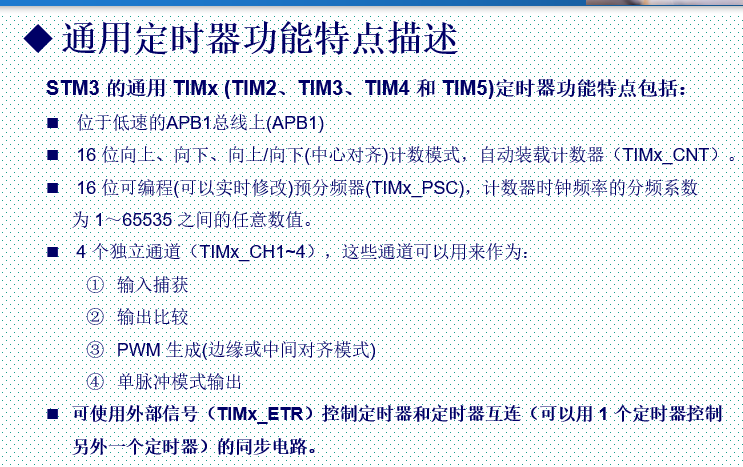 ◆ 通用定时器功能特点描述
STM3 的通用 TIMx (TIM2、TIM3、TIM4 和 TIM5)定时器功能特点包括：
■ 位于低速的APB1总线上(APB1)
■ 16 位向上、向下、向上/向下(中心对齐)计数模式，自动装载计数器（TIMx_CNT）。
■ 16 位可编程(可以实时修改)预分频器(TIMx_PSC)，计数器时钟频率的分频系数
为 1～65535 之间的任意数值。
■ 4 个独立通道（TIMx_CH1~4），这些通道可以用来作为：
① 输入捕获
② 输出比较
③ PWM 生成(边缘或中间对齐模式)
④ 单脉冲模式输出
■ 可使用外部信号（TIMx_ETR）控制定时器和定时器互连（可以用 1 个定时器控制
另外一个定时器）的同步电路。